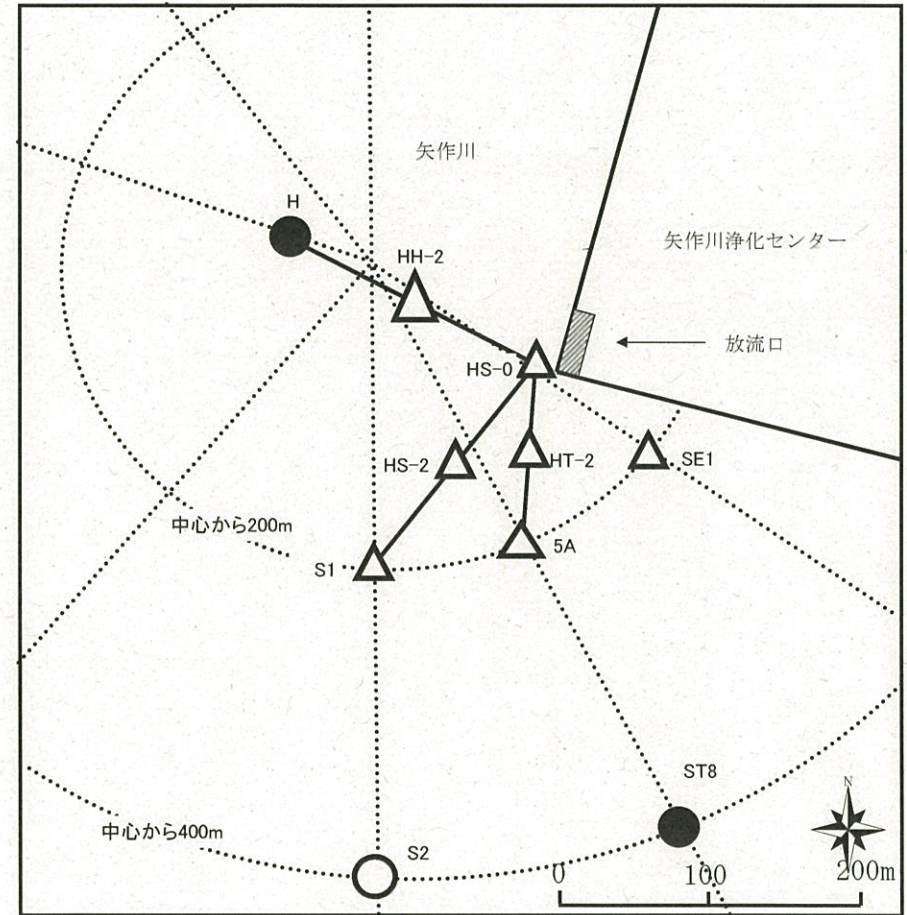 矢作川
H
矢作川浄化センター
HH-2
放流口
HS-0
HS-2
HT-2
SE1
中心から200m
5A
S1
ST8
N
中心から400m
S2
0
100
200m